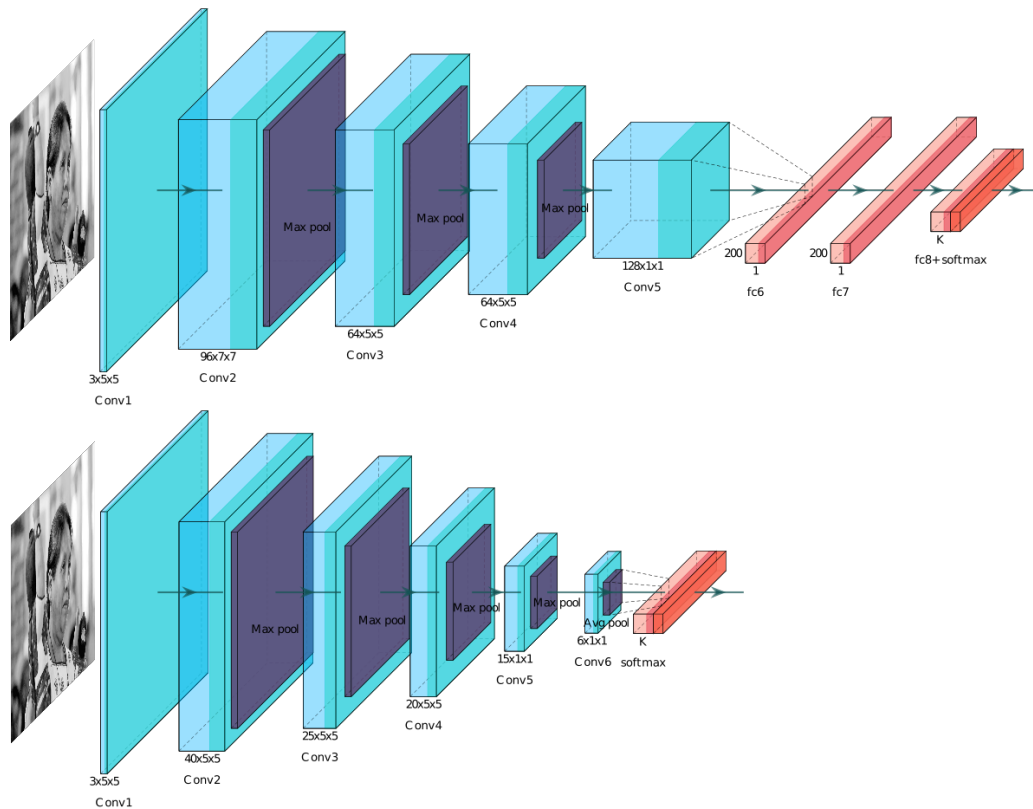 Max pool
Max pool
Max pool
3x5x5
Conv1
96x7x7
Conv2
64x5x5
Conv3
64x5x5
Conv4
128x1x1
Conv5
200
1
fc6
200
1
fc7
K
fc8+softmax
Max pool
Max pool
Max pool
Max pool
Avg pool
3x5x5
Conv1
40x5x5
Conv2
25x5x5
Conv3
20x5x5
Conv4
15x1x1
Conv5
6x1x1
Conv6
K
softmax